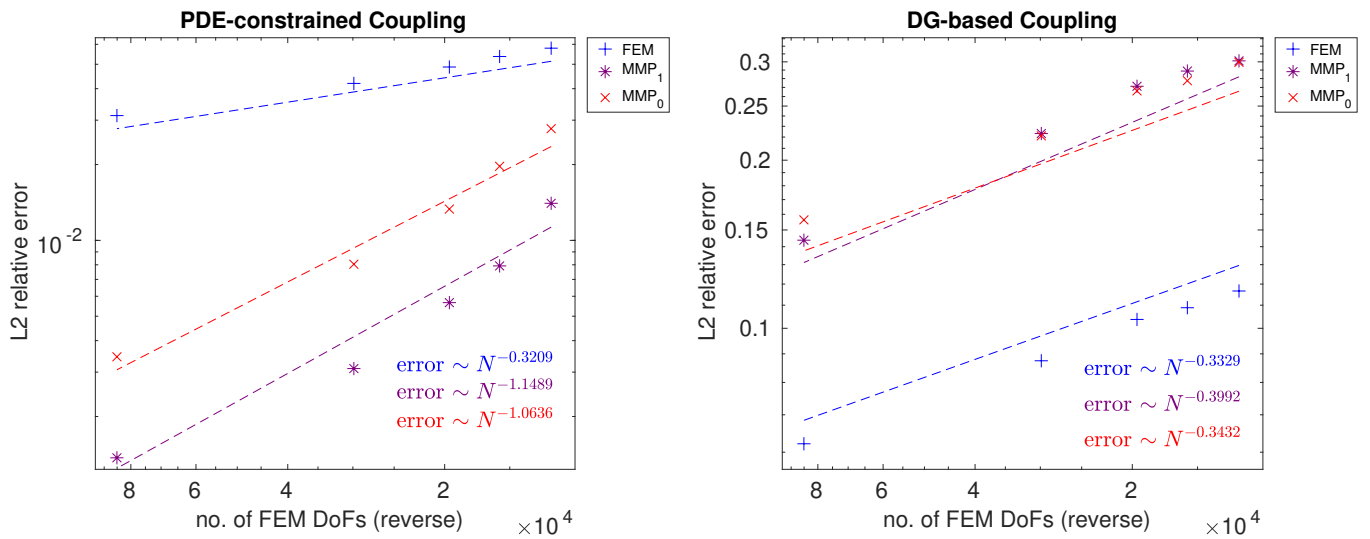 PDE-constrained Coupling
FEM
MMP₁
MMP₀
L2 relative error
10⁻²
error ∼ N⁻⁰·³²⁰⁹
error ∼ N⁻¹·¹⁴⁸⁹
error ∼ N⁻¹·⁰⁶³⁶
8 6 4 2
no. of FEM DoFs (reverse) ×10⁴
DG-based Coupling
FEM
MMP₁
MMP₀
L2 relative error
0.3
0.25
0.2
0.15
0.1
error ∼ N⁻⁰·³³²⁹
error ∼ N⁻⁰·³⁹⁹²
error ∼ N⁻⁰·³⁴³²
8 6 4 2
no. of FEM DoFs (reverse) ×10⁴